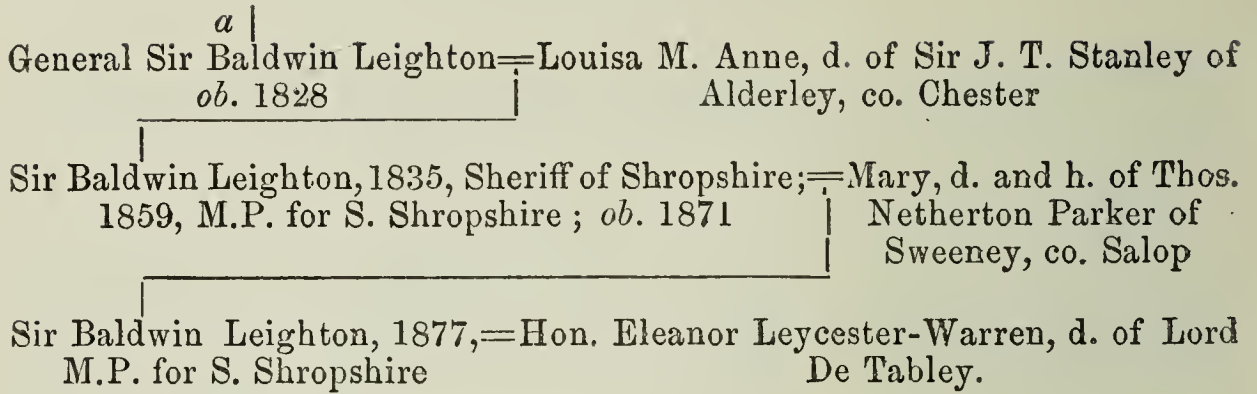 a
General Sir Baldwin Leighton=Louisa M. Anne, d. of Sir J. T. Stanley of
ob. 1828 Alderley, co. Chester
Sir Baldwin Leighton, 1835, Sheriff of Shropshire;=Mary, d. and h. of Thos.
1859, M.P. for S. Shropshire ; ob. 1871 Netherton Parker of
Sweeney, co. Salop
Sir Baldwin Leighton, 1877,=Hon. Eleanor Leycester-Warren, d. of Lord
M.P. for S. Shropshire De Tabley.